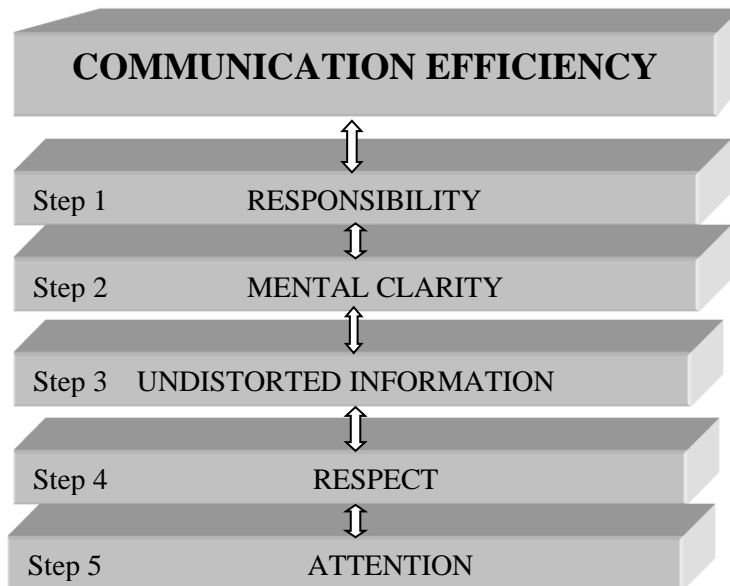 COMMUNICATION EFFICIENCY
Step 1 RESPONSIBILITY
Step 2 MENTAL CLARITY
Step 3 UNDISTORTED INFORMATION
Step 4 RESPECT
Step 5 ATTENTION